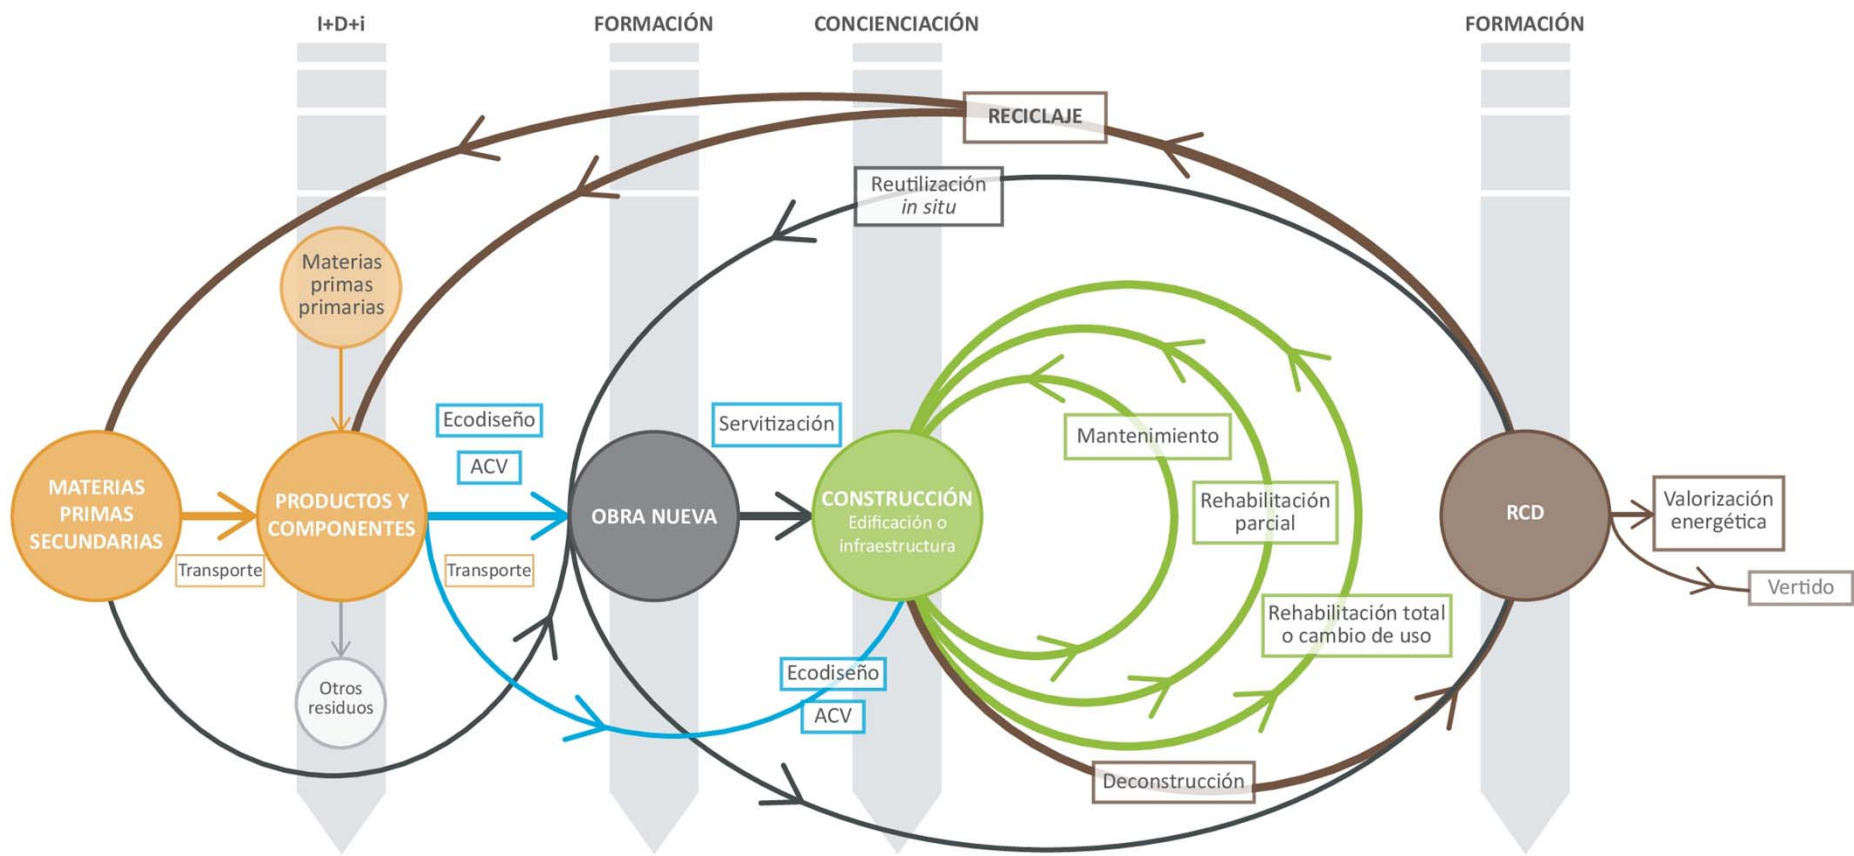 I+D+i
FORMACIÓN
CONCIENCIACIÓN
FORMACIÓN
RECICLAJE
Reutilización
in situ
Materias
primas
primarias
Ecodiseño
ACV
Servitización
Mantenimiento
MATERIAS
PRIMAS
SECUNDARIAS
PRODUCTOS Y
COMPONENTES
OBRA NUEVA
CONSTRUCCIÓN
Edificación o
infraestructura
Rehabilitación
parcial
RCD
Valorización
energética
Transporte
Transporte
Vertido
Rehabilitación total
o cambio de uso
Otros
residuos
Ecodiseño
ACV
Deconstrucción